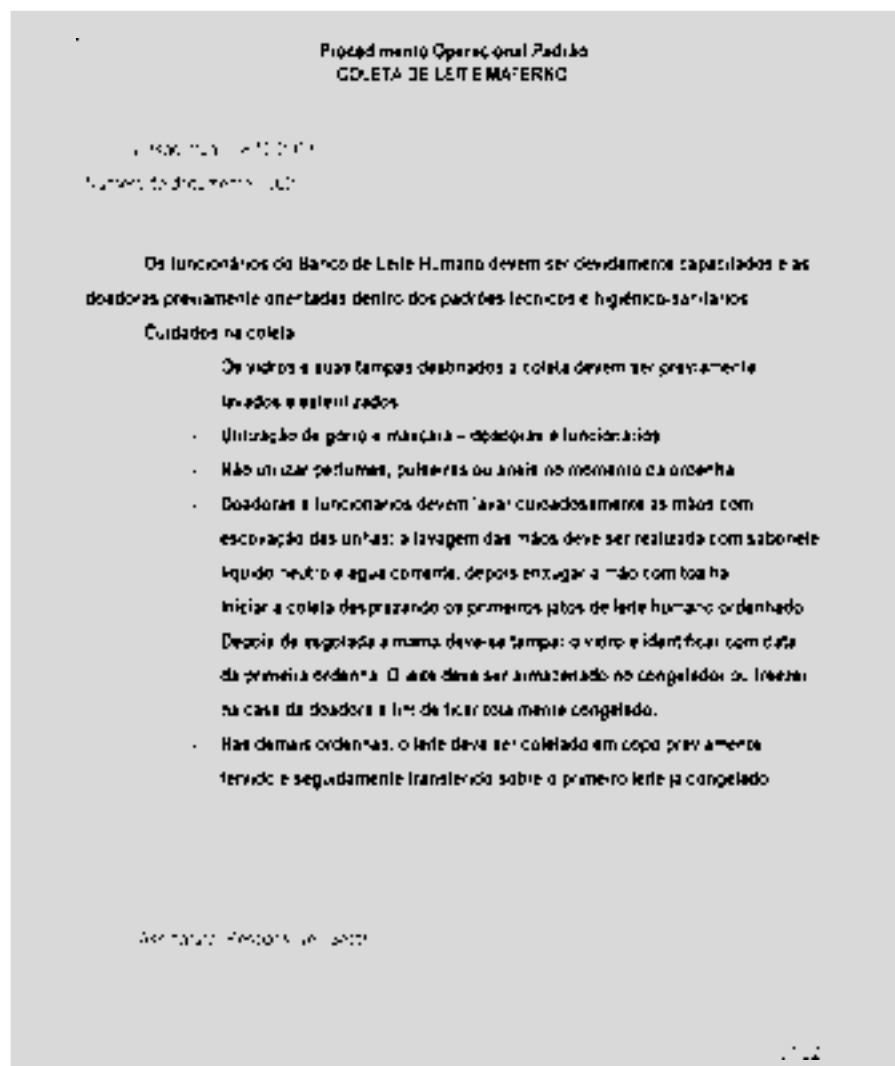 Procedimento Operacional Padrão
COLETA DE LEITE MATERNO
Número do documento
Os funcionários do Banco de Leite Humano devem ser devidamente capacitados e as
doadoras previamente orientadas dentro dos padrões técnicos e higiênico-sanitários
Cuidados na coleta
Os vidros e suas tampas destinados a coleta devem ser previamente
lavados e esterilizados
- Utilização de gorro e máscara – doadoras e funcionários
- Não utilizar perfumes, pulseiras ou anéis no momento da ordenha
- Doadoras e funcionários devem lavar cuidadosamente as mãos com
escovação das unhas; a lavagem das mãos deve ser realizada com sabonete
líquido neutro e água corrente, depois enxugar a mão com toalha
Iniciar a coleta desprezando os primeiros jatos de leite humano ordenhado
Depois de esgotada a mama deve-se tampar o vidro e identificar com data
da primeira ordenha. O leite deve ser armazenado no congelador ou freezer
na casa da doadora a fim de ficar totalmente congelado.
- Nas demais ordenhas, o leite deve ser coletado em copo previamente
fervido e seguidamente transferido sobre o primeiro leite já congelado